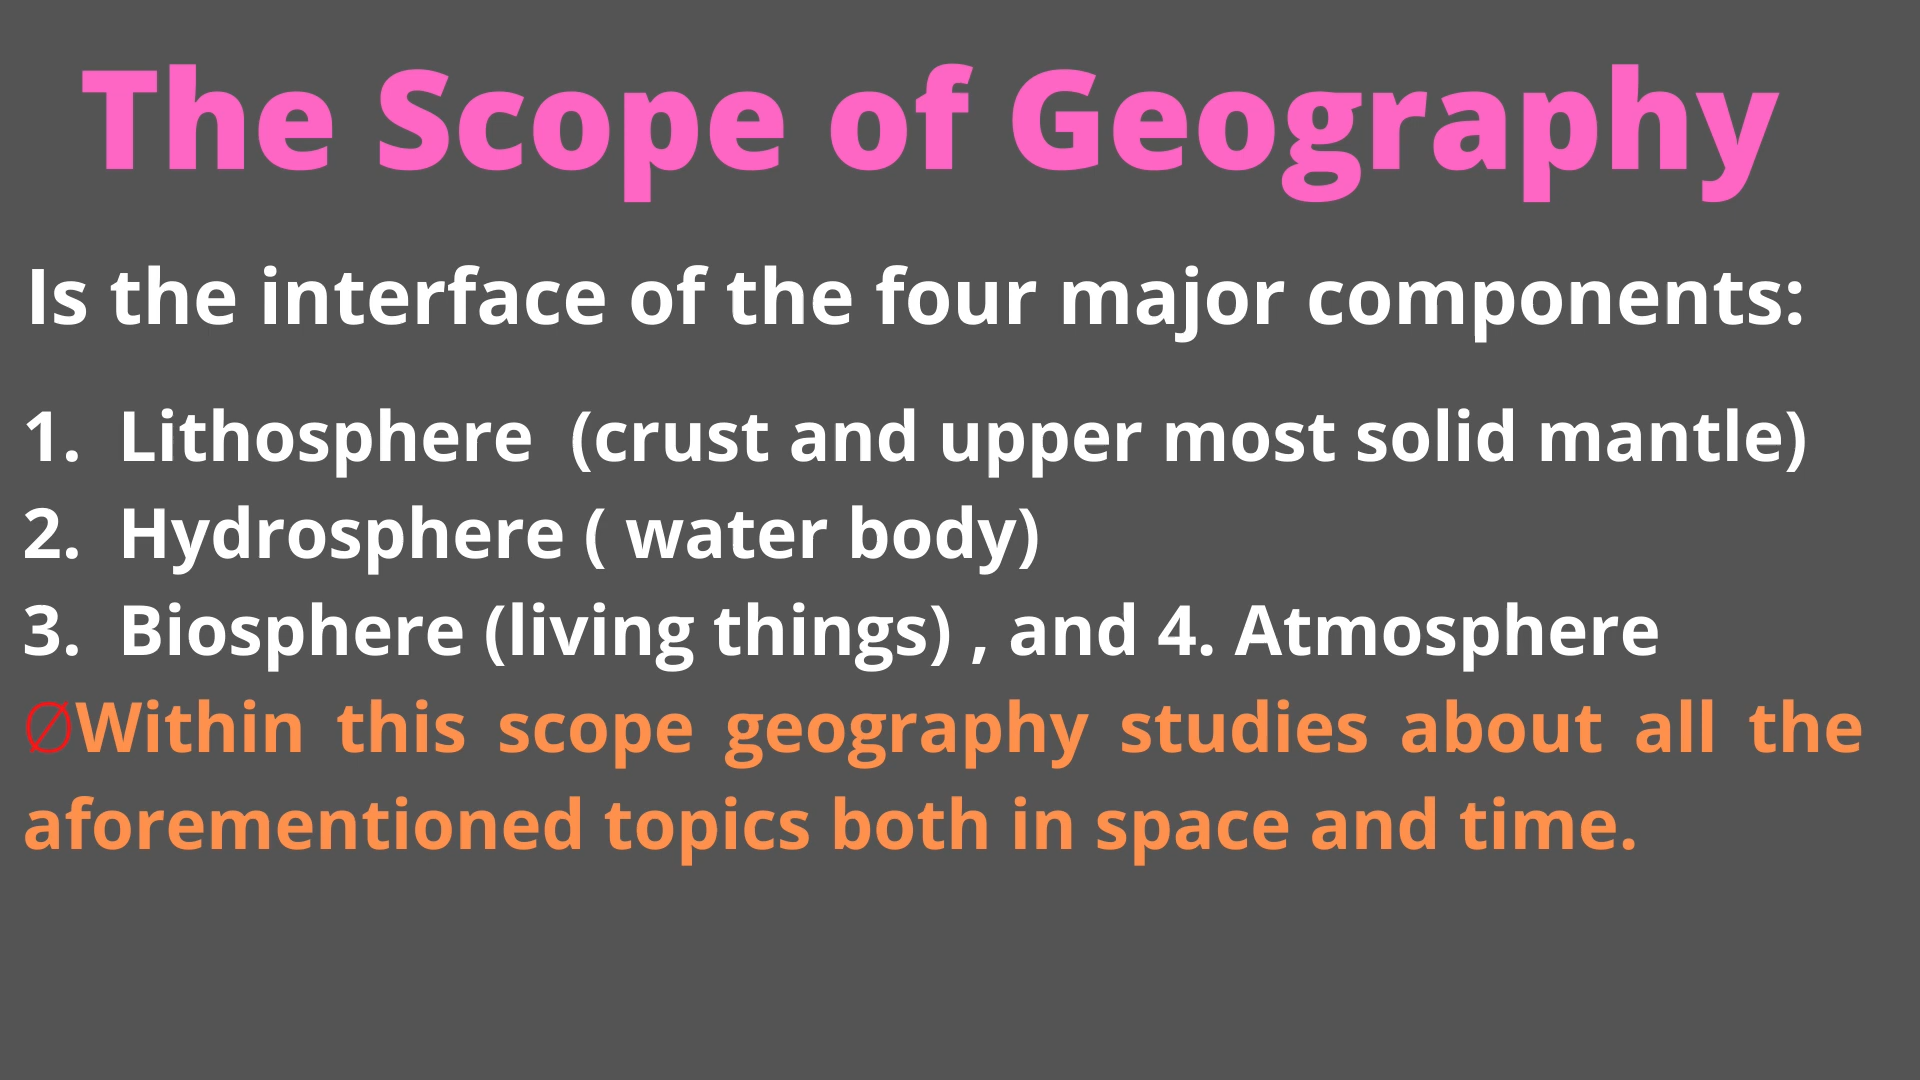 The Scope of Geography
Is the interface of the four major components:
1. Lithosphere (crust and upper most solid mantle)
2. Hydrosphere ( water body)
3. Biosphere (living things) , and 4. Atmosphere
ØWithin this scope geography studies about all the
aforementioned topics both in space and time.